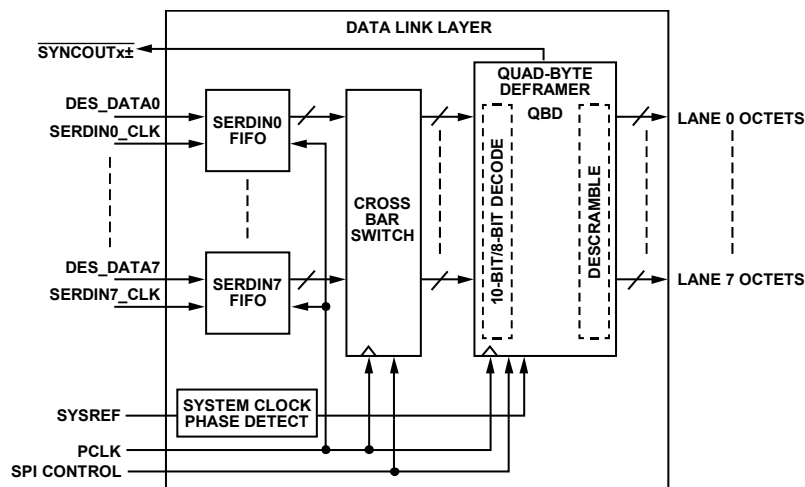 DATA LINK LAYER
SYNCOUTx±
QUAD-BYTE
DEFRAMER
QBD
DES_DATA0
SERDIN0_CLK
SERDIN0
FIFO
LANE 0 OCTETS
CROSS
BAR
SWITCH
10-BIT/8-BIT DECODE
DESCRAMBLE
DES_DATA7
SERDIN7_CLK
SERDIN7
FIFO
LANE 7 OCTETS
SYSREF
SYSTEM CLOCK
PHASE DETECT
PCLK
SPI CONTROL